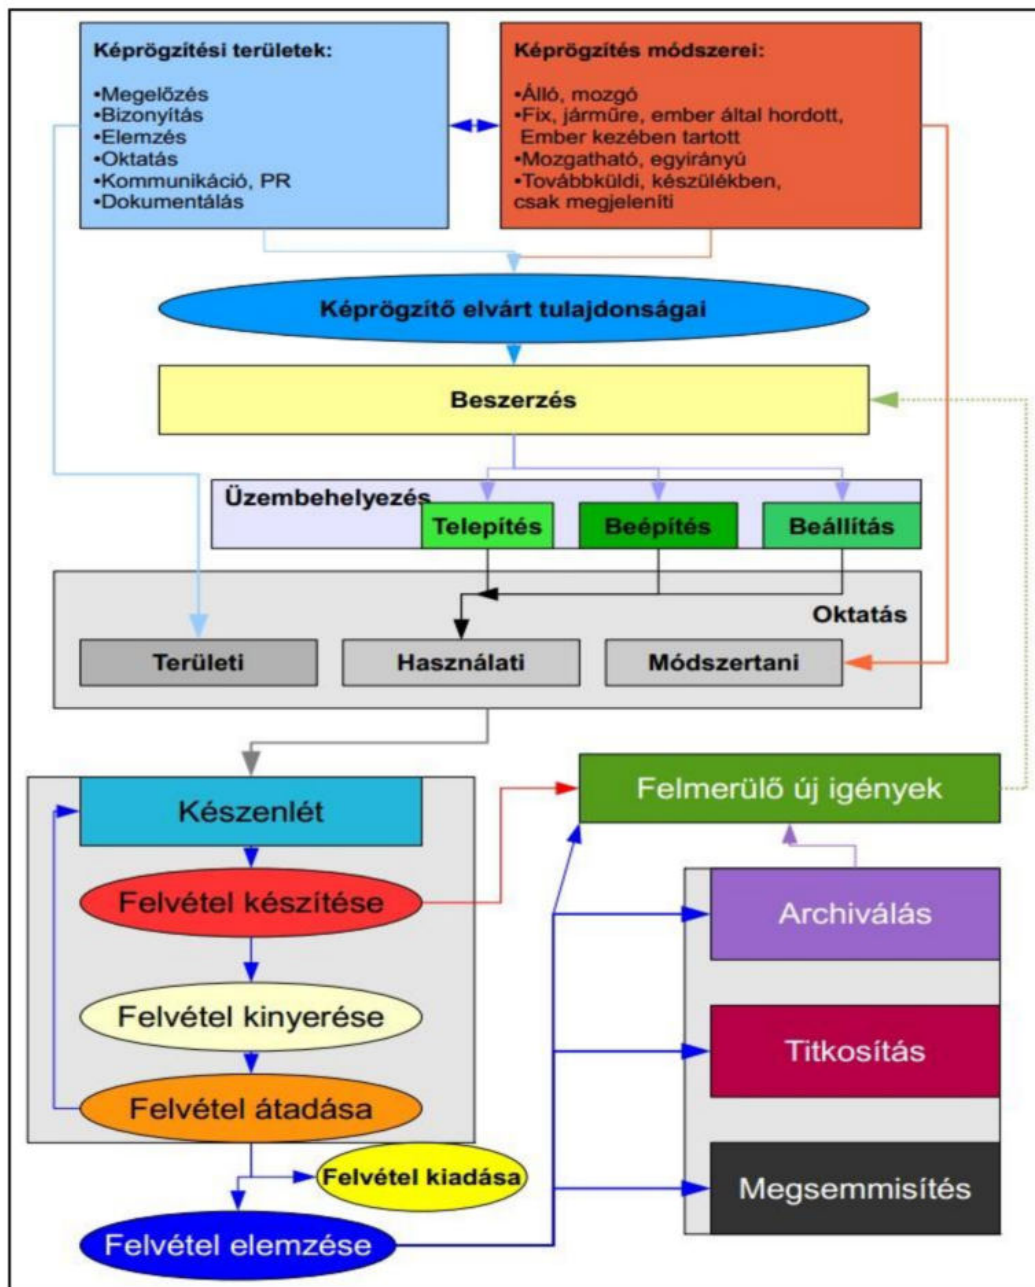 Képrögzítési területek:
•Megelőzés
•Bizonyítás
•Elemzés
•Oktatás
•Kommunikáció, PR
•Dokumentálás
Képrögzítés módszerei:
•Álló, mozgó
•Fix, járműre, ember által hordott,
Ember kezében tartott
•Mozgatható, egyirányú
•Továbbküldi, készülékben,
csak megjeleníti
Képrögzítő elvárt tulajdonságai
Beszerzés
Üzembehelyezés
Telepítés
Beépítés
Beállítás
Oktatás
Területi
Használati
Módszertani
Készenlét
Felmerülő új igények
Felvétel készítése
Archiválás
Felvétel kinyerése
Titkosítás
Felvétel átadása
Felvétel kiadása
Megsemmisítés
Felvétel elemzése